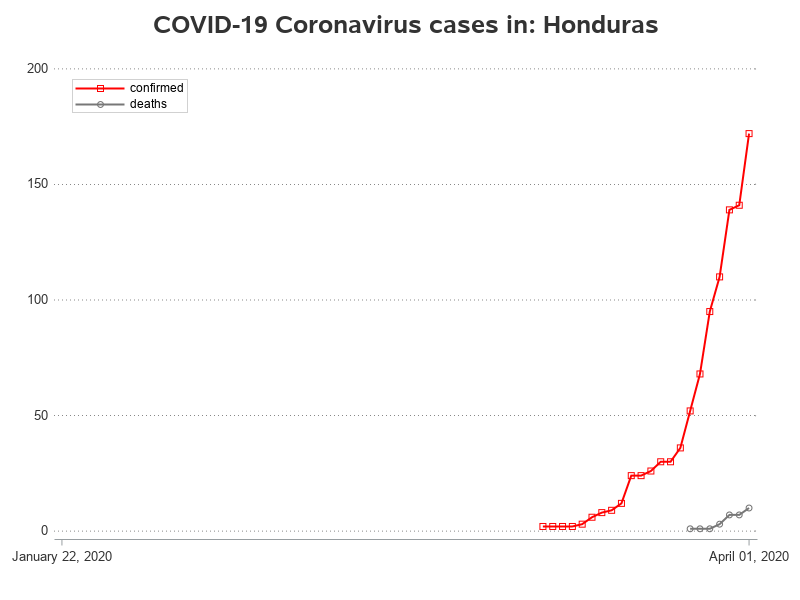 COVID-19 Coronavirus cases in: Honduras
200
confirmed
deaths
150
100
50
0
January 22, 2020
April 01, 2020